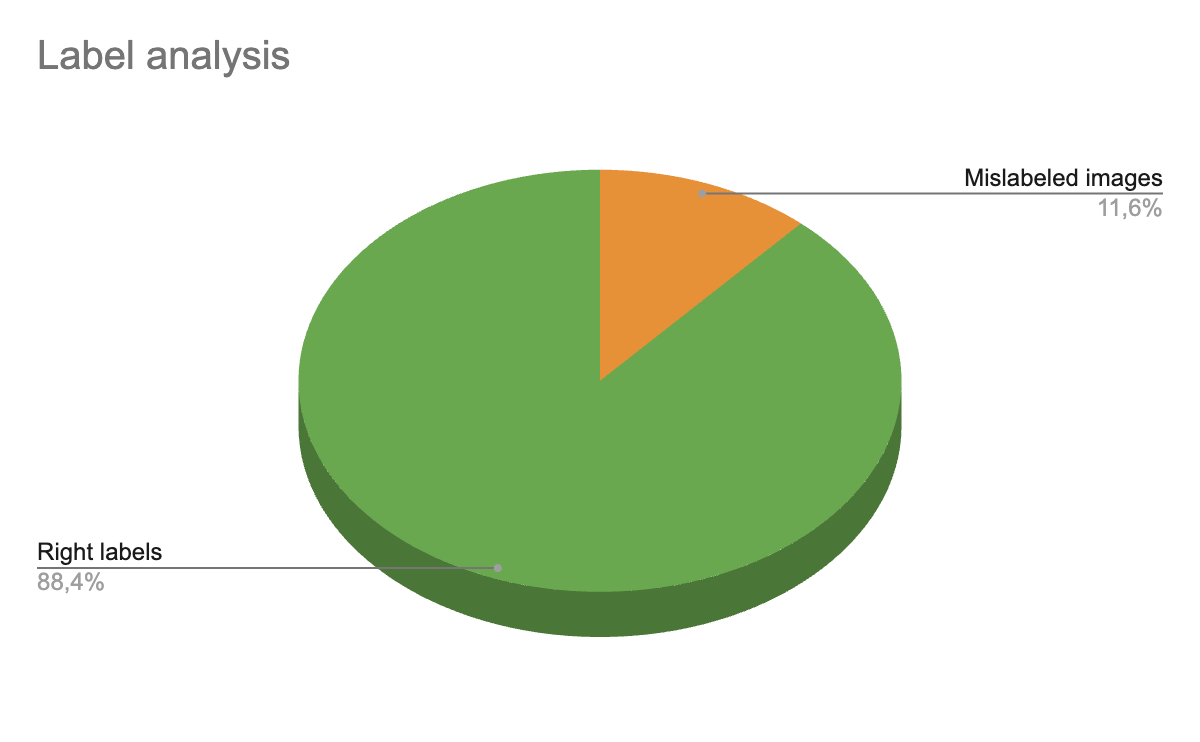 Label analysis
Mislabeled images
11,6%
Right labels
88,4%